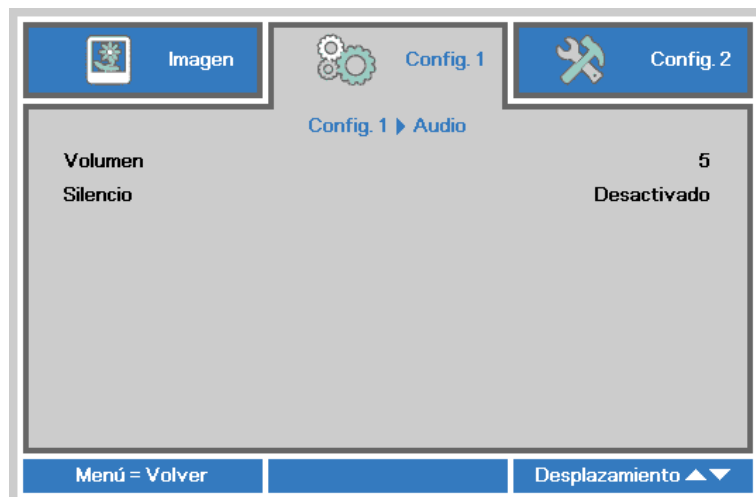 Imagen
Config. 1
Config. 2
Config. 1 ▶ Audio
Volumen 5
Silencio Desactivado
Menú = Volver
Desplazamiento ▲▼